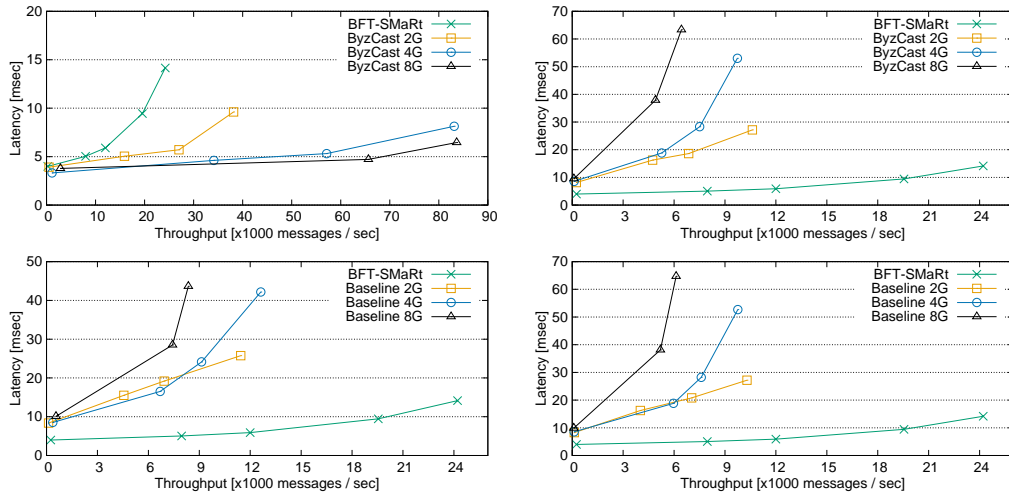 20
15
10
5
0
Latency [msec]
0 10 20 30 40 50 60 70 80 90
Throughput [x1000 messages / sec]
BFT-SMaRt
ByzCast 2G
ByzCast 4G
ByzCast 8G
70
60
50
40
30
20
10
0
Latency [msec]
0 3 6 9 12 15 18 21 24
Throughput [x1000 messages / sec]
BFT-SMaRt
ByzCast 2G
ByzCast 4G
ByzCast 8G
50
40
30
20
10
0
Latency [msec]
0 3 6 9 12 15 18 21 24
Throughput [x1000 messages / sec]
BFT-SMaRt
Baseline 2G
Baseline 4G
Baseline 8G
70
60
50
40
30
20
10
0
Latency [msec]
0 3 6 9 12 15 18 21 24
Throughput [x1000 messages / sec]
BFT-SMaRt
Baseline 2G
Baseline 4G
Baseline 8G